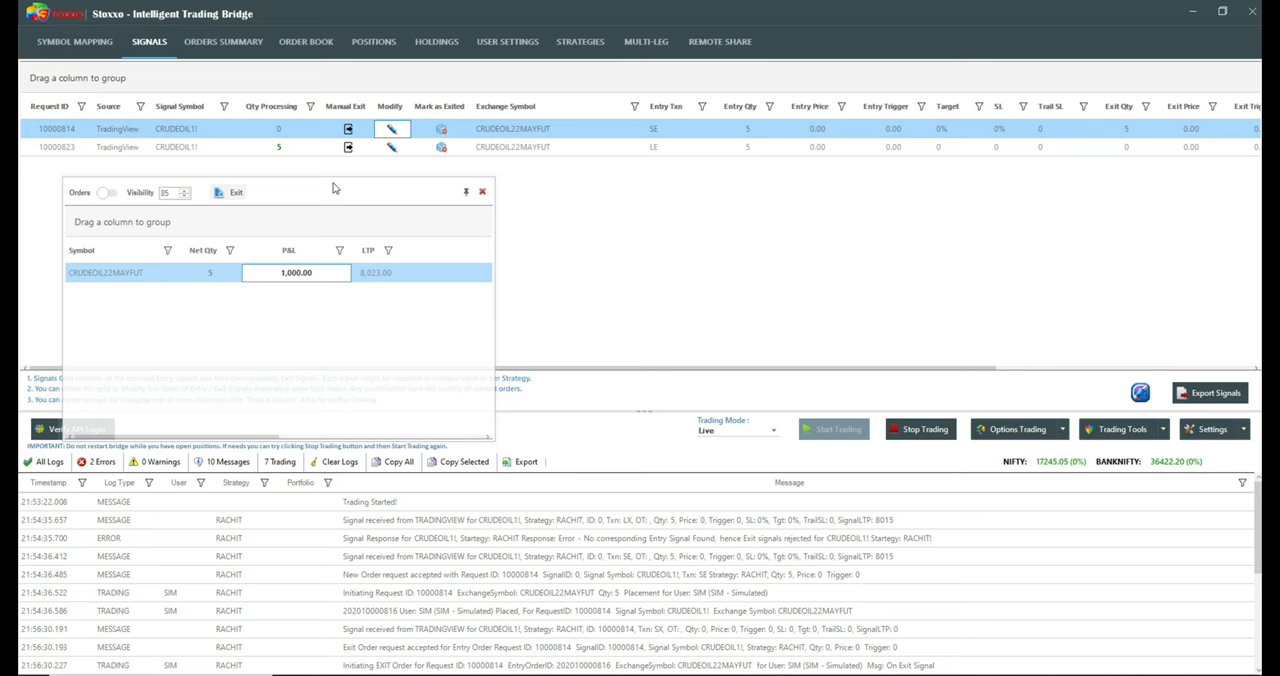 STOXXO Stoxxo - Intelligent Trading Bridge
SYMBOL MAPPING SIGNALS ORDERS SUMMARY ORDER BOOK POSITIONS HOLDINGS USER SETTINGS STRATEGIES MULTI-LEG REMOTE SHARE
Drag a column to group
Request ID Source Signal Symbol Qty Processing Manual Exit Modify Mark as Exited Exchange Symbol Entry Txn Entry Qty Entry Price Entry Trigger Target SL Trail SL Exit Qty Exit Price Exit Trig
10000814 TradingView CRUDEOIL1! 0 CRUDEOIL22MAYFUT SE 5 0.00 0.00 0% 0% 0 5 0.00
10000823 TradingView CRUDEOIL1! 5 CRUDEOIL22MAYFUT LE 5 0.00 0.00 0% 0% 0 0 0.00
Orders Visibility 85 Exit
Drag a column to group
Symbol Net Qty P&L LTP
CRUDEOIL22MAYFUT 5 1,000.00 8,023.00
1. Signals
2. You can
3. You can
Export Signals
Verify API Login
Trading Mode :
Live
Start Trading Stop Trading Options Trading Trading Tools Settings
IMPORTANT: Do not restart bridge while you have open positions. If needs you can try clicking Stop Trading button and then Start Trading again.
All Logs 2 Errors 0 Warnings 10 Messages 7 Trading Clear Logs Copy All Copy Selected Export NIFTY: 17245.05 (0%) BANKNIFTY: 36422.20 (0%)
Timestamp Log Type User Strategy Portfolio Message
21:53:22.008 MESSAGE Trading Started!
21:54:35.657 MESSAGE RACHIT Signal received from TRADINGVIEW for CRUDEOIL1!, Strategy: RACHIT, ID: 0, Txn: LX, OT: , Qty: 5, Price: 0, Trigger: 0, SL: 0%, Tgt: 0%, TrailSL: 0, SignalLTP: 8015
21:54:35.700 ERROR RACHIT Signal Response for CRUDEOIL1!, Startegy: RACHIT Response: Error - No corresponding Entry Signal Found, hence Exit signals rejected for CRUDEOIL1! Startegy: RACHIT!
21:54:36.412 MESSAGE RACHIT Signal received from TRADINGVIEW for CRUDEOIL1!, Strategy: RACHIT, ID: 0, Txn: SE, OT: , Qty: 5, Price: 0, Trigger: 0, SL: 0%, Tgt: 0%, TrailSL: 0, SignalLTP: 8015
21:54:36.485 MESSAGE RACHIT New Order request accepted with Request ID: 10000814 SignalID: 0, Signal Symbol: CRUDEOIL1!, Txn: SE Strategy: RACHIT, Qty: 5, Price: 0 Trigger: 0
21:54:36.522 TRADING SIM RACHIT Initiating Request ID: 10000814 ExchangeSymbol: CRUDEOIL22MAYFUT Qty: 5 Placement for User: SIM (SIM - Simulated)
21:54:36.586 TRADING SIM RACHIT 202010000816 User: SIM (SIM - Simulated) Placed, For RequestID: 10000814 Signal Symbol: CRUDEOIL1! Exchange Symbol: CRUDEOIL22MAYFUT
21:56:30.191 MESSAGE RACHIT Signal received from TRADINGVIEW for CRUDEOIL1!, Strategy: RACHIT, ID: 10000814, Txn: SX, OT: , Qty: 0, Price: 0, Trigger: 0, SL: 0, Tgt: 0, TrailSL: 0, SignalLTP: 0
21:56:30.193 MESSAGE RACHIT Exit Order request accepted for Entry Order Request ID: 10000814 SignalID: 10000814, Signal Symbol: CRUDEOIL1!, Strategy: RACHIT, Qty: 0, Price: 0 Trigger: 0
21:56:30.227 TRADING SIM RACHIT Initiating EXIT Order for Request ID: 10000814 EntryOrderID: 202010000816 ExchangeSymbol: CRUDEOIL22MAYFUT for User: SIM (SIM - Simulated) Msg: On Exit Signal